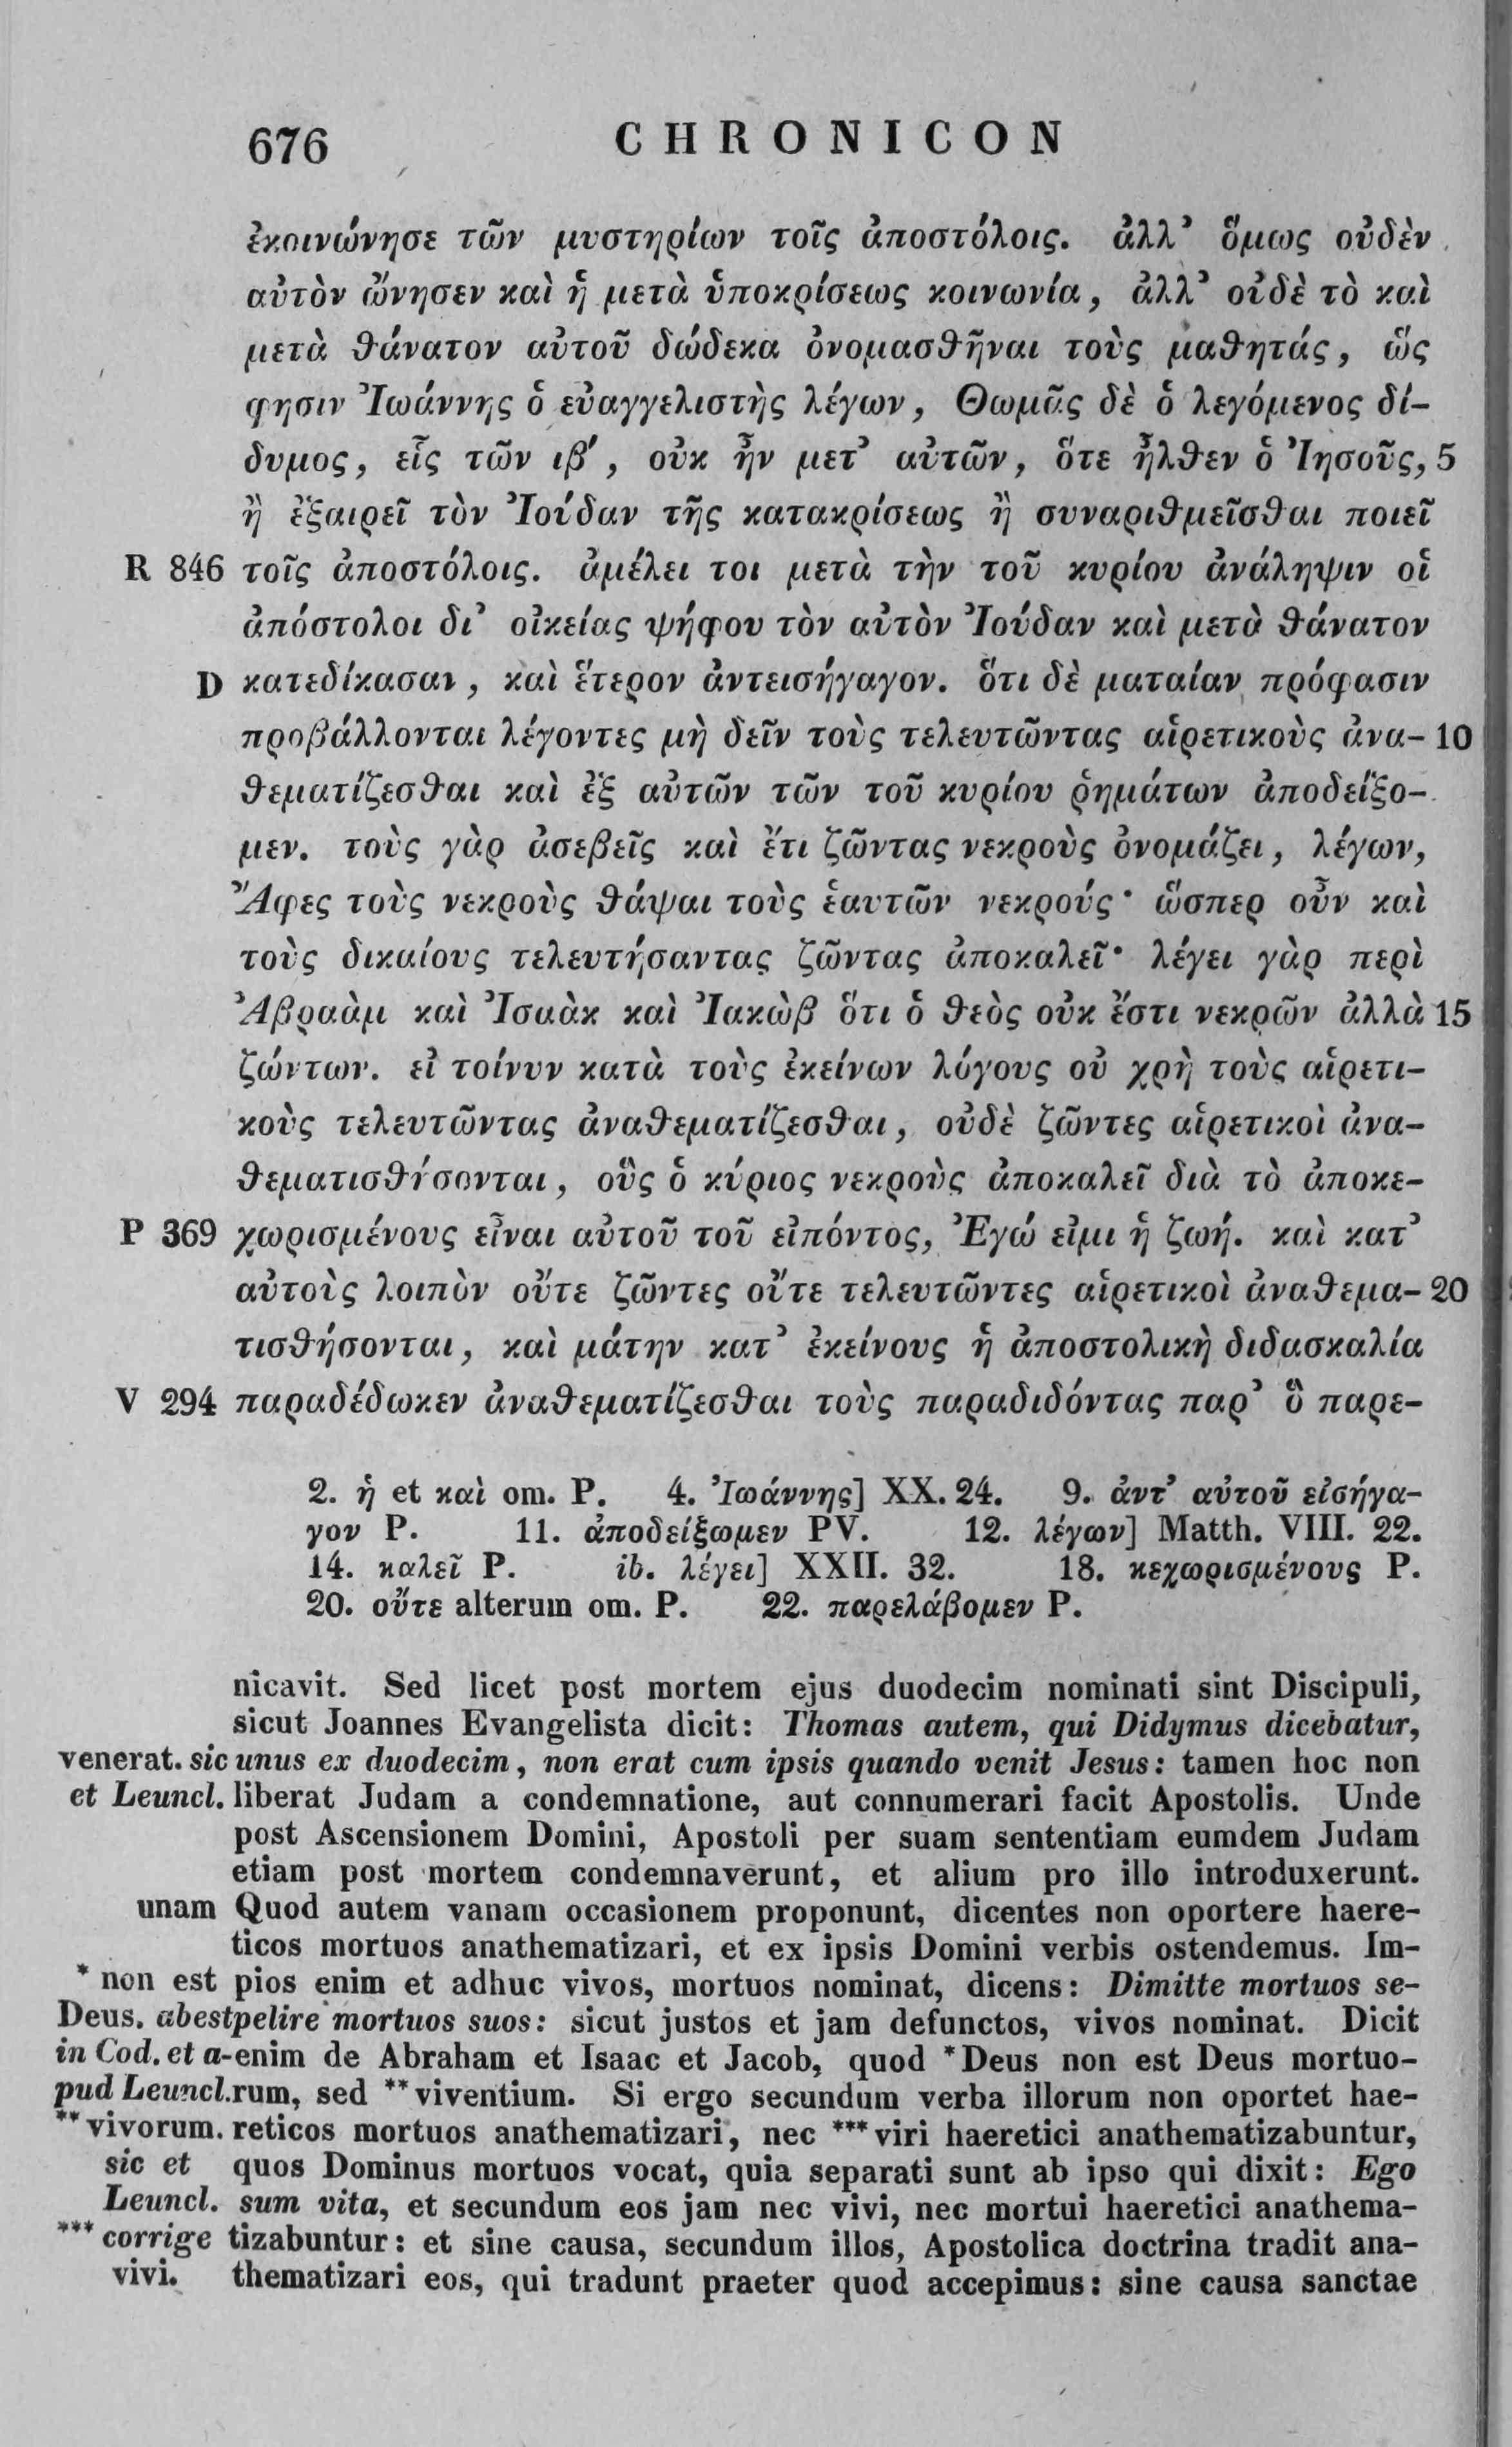 676 CHRONICON
ἐκοινώνησε τῶν μυστηρίων τοῖς ἀποστόλοις. ἀλλ᾽ ὅμως οὐδὲν
αὐτὸν ὤνησεν καὶ ἡ μετὰ ὑποκρίσεως κοινωνία, ἀλλ᾽ οὐδὲ τὸ καὶ
μετὰ θάνατον αὐτοῦ δώδεκα ὀνομασθῆναι τοὺς μαθητάς, ὥς
φησιν Ἰωάννης ὁ εὐαγγελιστὴς λέγων, Θωμᾶς δὲ ὁ λεγόμενος δί-
δυμος, εἷς τῶν ιβ΄, οὐκ ἦν μετ᾽ αὐτῶν, ὅτε ἦλθεν ὁ Ἰησοῦς, 5
ἢ ἐξαιρεῖ τὸν Ἰούδαν τῆς κατακρίσεως ἢ συναριθμεῖσθαι ποιεῖ
R 846 τοῖς ἀποστόλοις. ἀμέλει τοι μετὰ τὴν τοῦ κυρίου ἀνάληψιν οἱ
ἀπόστολοι δι᾽ οἰκείας ψήφου τὸν αὐτὸν Ἰούδαν καὶ μετὰ θάνατον
D κατεδίκασαν, καὶ ἕτερον ἀντεισήγαγον. ὅτι δὲ ματαίαν πρόφασιν
προβάλλονται λέγοντες μὴ δεῖν τοὺς τελευτῶντας αἱρετικοὺς ἀνα- 10
θεματίζεσθαι καὶ ἐξ αὐτῶν τῶν τοῦ κυρίου ῥημάτων ἀποδείξο-
μεν. τοὺς γὰρ ἀσεβεῖς καὶ ἔτι ζῶντας νεκροὺς ὀνομάζει, λέγων,
Ἄφες τοὺς νεκροὺς θάψαι τοὺς ἑαυτῶν νεκρούς· ὥσπερ οὖν καὶ
τοὺς δικαίους τελευτήσαντας ζῶντας ἀποκαλεῖ· λέγει γὰρ περὶ
Ἀβραὰμ καὶ Ἰσαὰκ καὶ Ἰακὼβ ὅτι ὁ θεὸς οὐκ ἔστι νεκρῶν ἀλλὰ 15
ζώντων. εἰ τοίνυν κατὰ τοὺς ἐκείνων λόγους οὐ χρὴ τοὺς αἱρετι-
κοὺς τελευτῶντας ἀναθεματίζεσθαι, οὐδὲ ζῶντες αἱρετικοὶ ἀνα-
θεματισθήσονται, οὓς ὁ κύριος νεκροὺς ἀποκαλεῖ διὰ τὸ ἀποκε-
P 369 χωρισμένους εἶναι αὐτοῦ τοῦ εἰπόντος, Ἐγώ εἰμι ἡ ζωή. καὶ κατ᾽
αὐτοὺς λοιπὸν οὔτε ζῶντες οὔτε τελευτῶντες αἱρετικοὶ ἀναθεμα- 20
τισθήσονται, καὶ μάτην κατ᾽ ἐκείνους ἡ ἀποστολικὴ διδασκαλία
V 294 παραδέδωκεν ἀναθεματίζεσθαι τοὺς παραδιδόντας παρ᾽ ὃ παρε-
2. ἡ et καὶ om. P. 4. Ἰωάννης] XX. 24. 9. ἀντ᾽ αὐτοῦ εἰσήγα-
γον P. 11. ἀποδείξωμεν PV. 12. λέγων] Matth. VIII. 22.
14. καλεῖ P. ib. λέγει] XXII. 32. 18. κεχωρισμένους P.
20. οὔτε alterum om. P. 22. παρελάβομεν P.
nicavit. Sed licet post mortem ejus duodecim nominati sint Discipuli,
sicut Joannes Evangelista dicit: Thomas autem, qui Didymus dicebatur,
venerat. sic unus ex duodecim, non erat cum ipsis quando venit Jesus: tamen hoc non
et Leuncl. liberat Judam a condemnatione, aut connumerari facit Apostolis. Unde
post Ascensionem Domini, Apostoli per suam sententiam eumdem Judam
etiam post mortem condemnaverunt, et alium pro illo introduxerunt.
unam Quod autem vanam occasionem proponunt, dicentes non oportere haere-
ticos mortuos anathematizari, et ex ipsis Domini verbis ostendemus. Im-
* non est pios enim et adhuc vivos, mortuos nominat, dicens: Dimitte mortuos se-
Deus. abest pelire mortuos suos: sicut justos et jam defunctos, vivos nominat. Dicit
in Cod. et a- enim de Abraham et Isaac et Jacob, quod *Deus non est Deus mortuo-
pud Leuncl. rum, sed **viventium. Si ergo secundum verba illorum non oportet hae-
**vivorum. reticos mortuos anathematizari, nec ***viri haeretici anathematizabuntur,
sic et quos Dominus mortuos vocat, quia separati sunt ab ipso qui dixit: Ego
Leuncl. sum vita, et secundum eos jam nec vivi, nec mortui haeretici anathema-
*** corrige tizabuntur: et sine causa, secundum illos, Apostolica doctrina tradit ana-
vivi. thematizari eos, qui tradunt praeter quod accepimus: sine causa sanctae